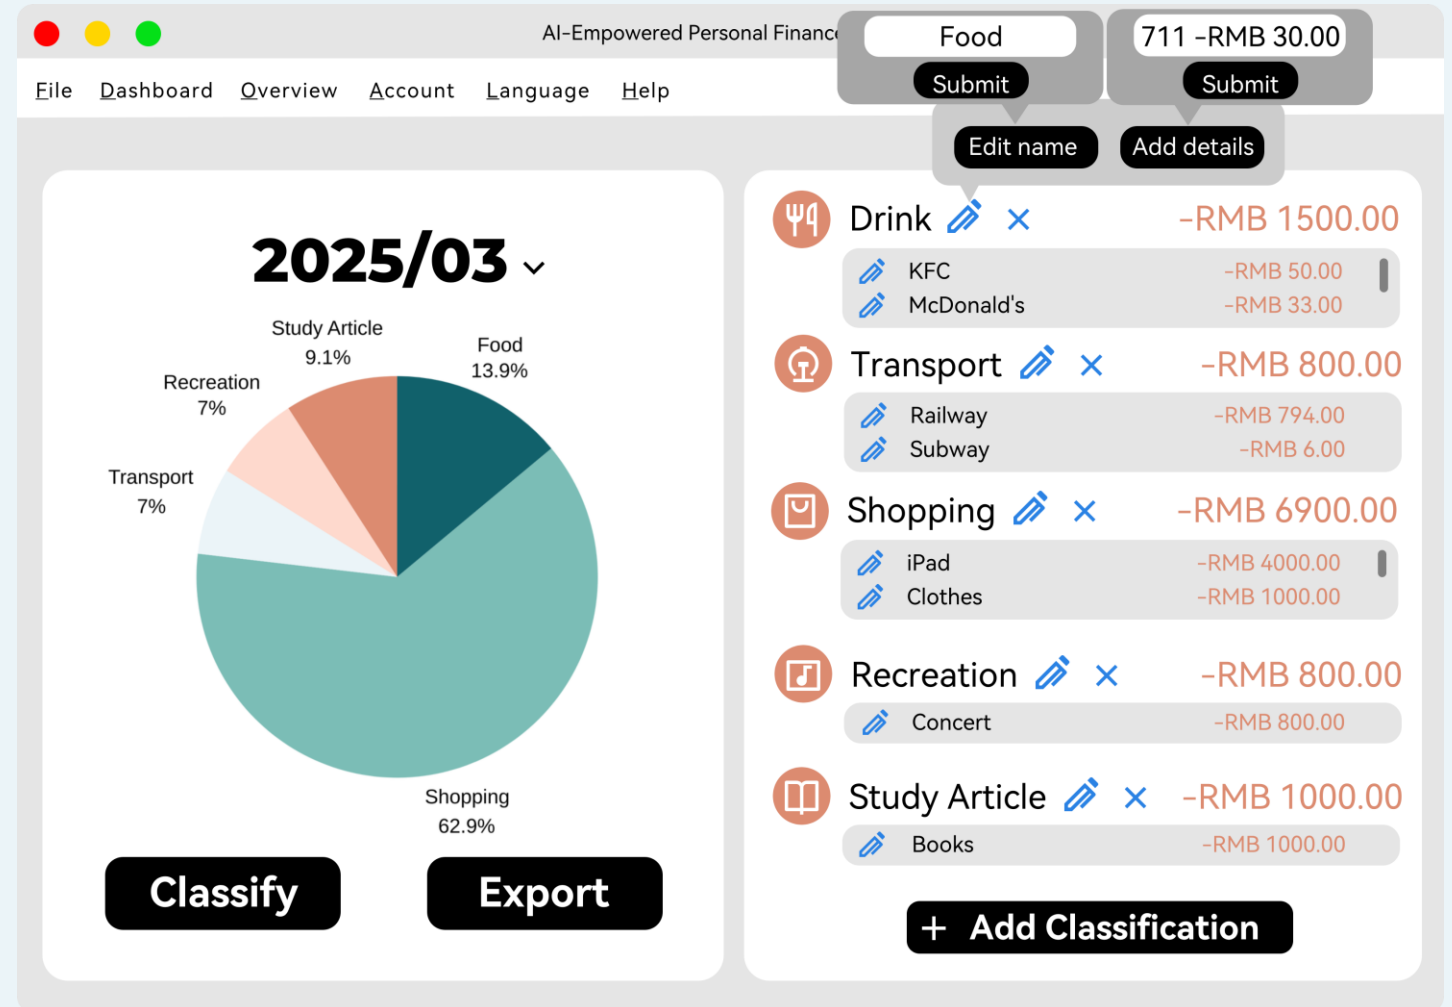 AI-Empowered Personal Finance
Food
711 -RMB 30.00
Submit
Submit
File Dashboard Overview Account Language Help
Edit name
Add details
2025/03
Study Article
9.1%
Food
13.9%
Recreation
7%
Transport
7%
Shopping
62.9%
Classify
Export
Drink -RMB 1500.00
KFC -RMB 50.00
McDonald's -RMB 33.00
Transport -RMB 800.00
Railway -RMB 794.00
Subway -RMB 6.00
Shopping -RMB 6900.00
iPad -RMB 4000.00
Clothes -RMB 1000.00
Recreation -RMB 800.00
Concert -RMB 800.00
Study Article -RMB 1000.00
Books -RMB 1000.00
+ Add Classification